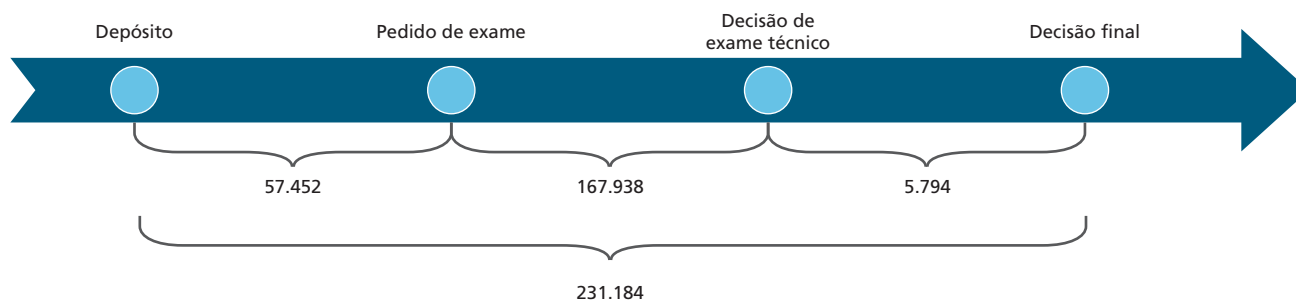 Depósito
Pedido de exame
Decisão de
exame técnico
Decisão final
57.452
167.938
5.794
231.184